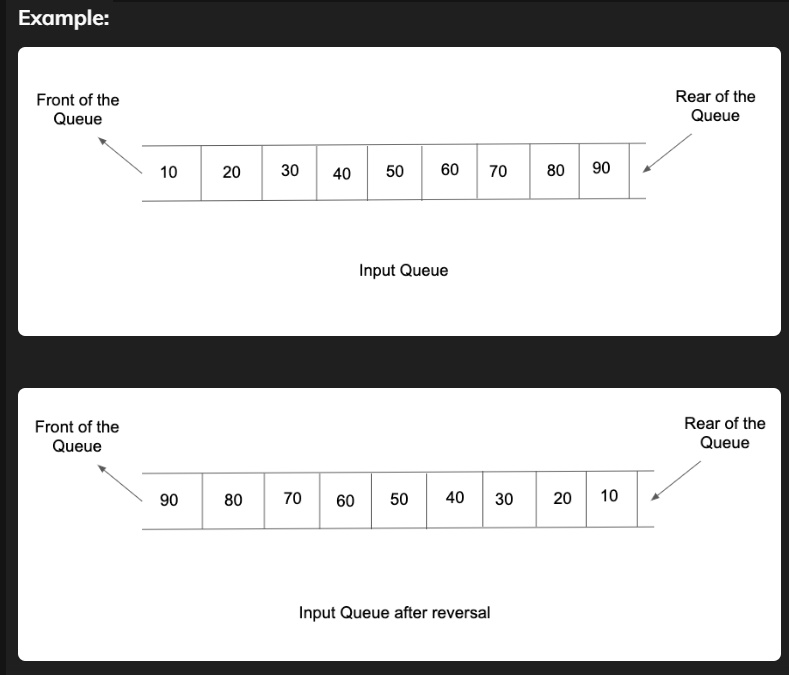 Example:
Front of the
Queue
Rear of the
Queue
10 20 30 40 50 60 70 80 90
Input Queue
Front of the
Queue
Rear of the
Queue
90 80 70 60 50 40 30 20 10
Input Queue after reversal